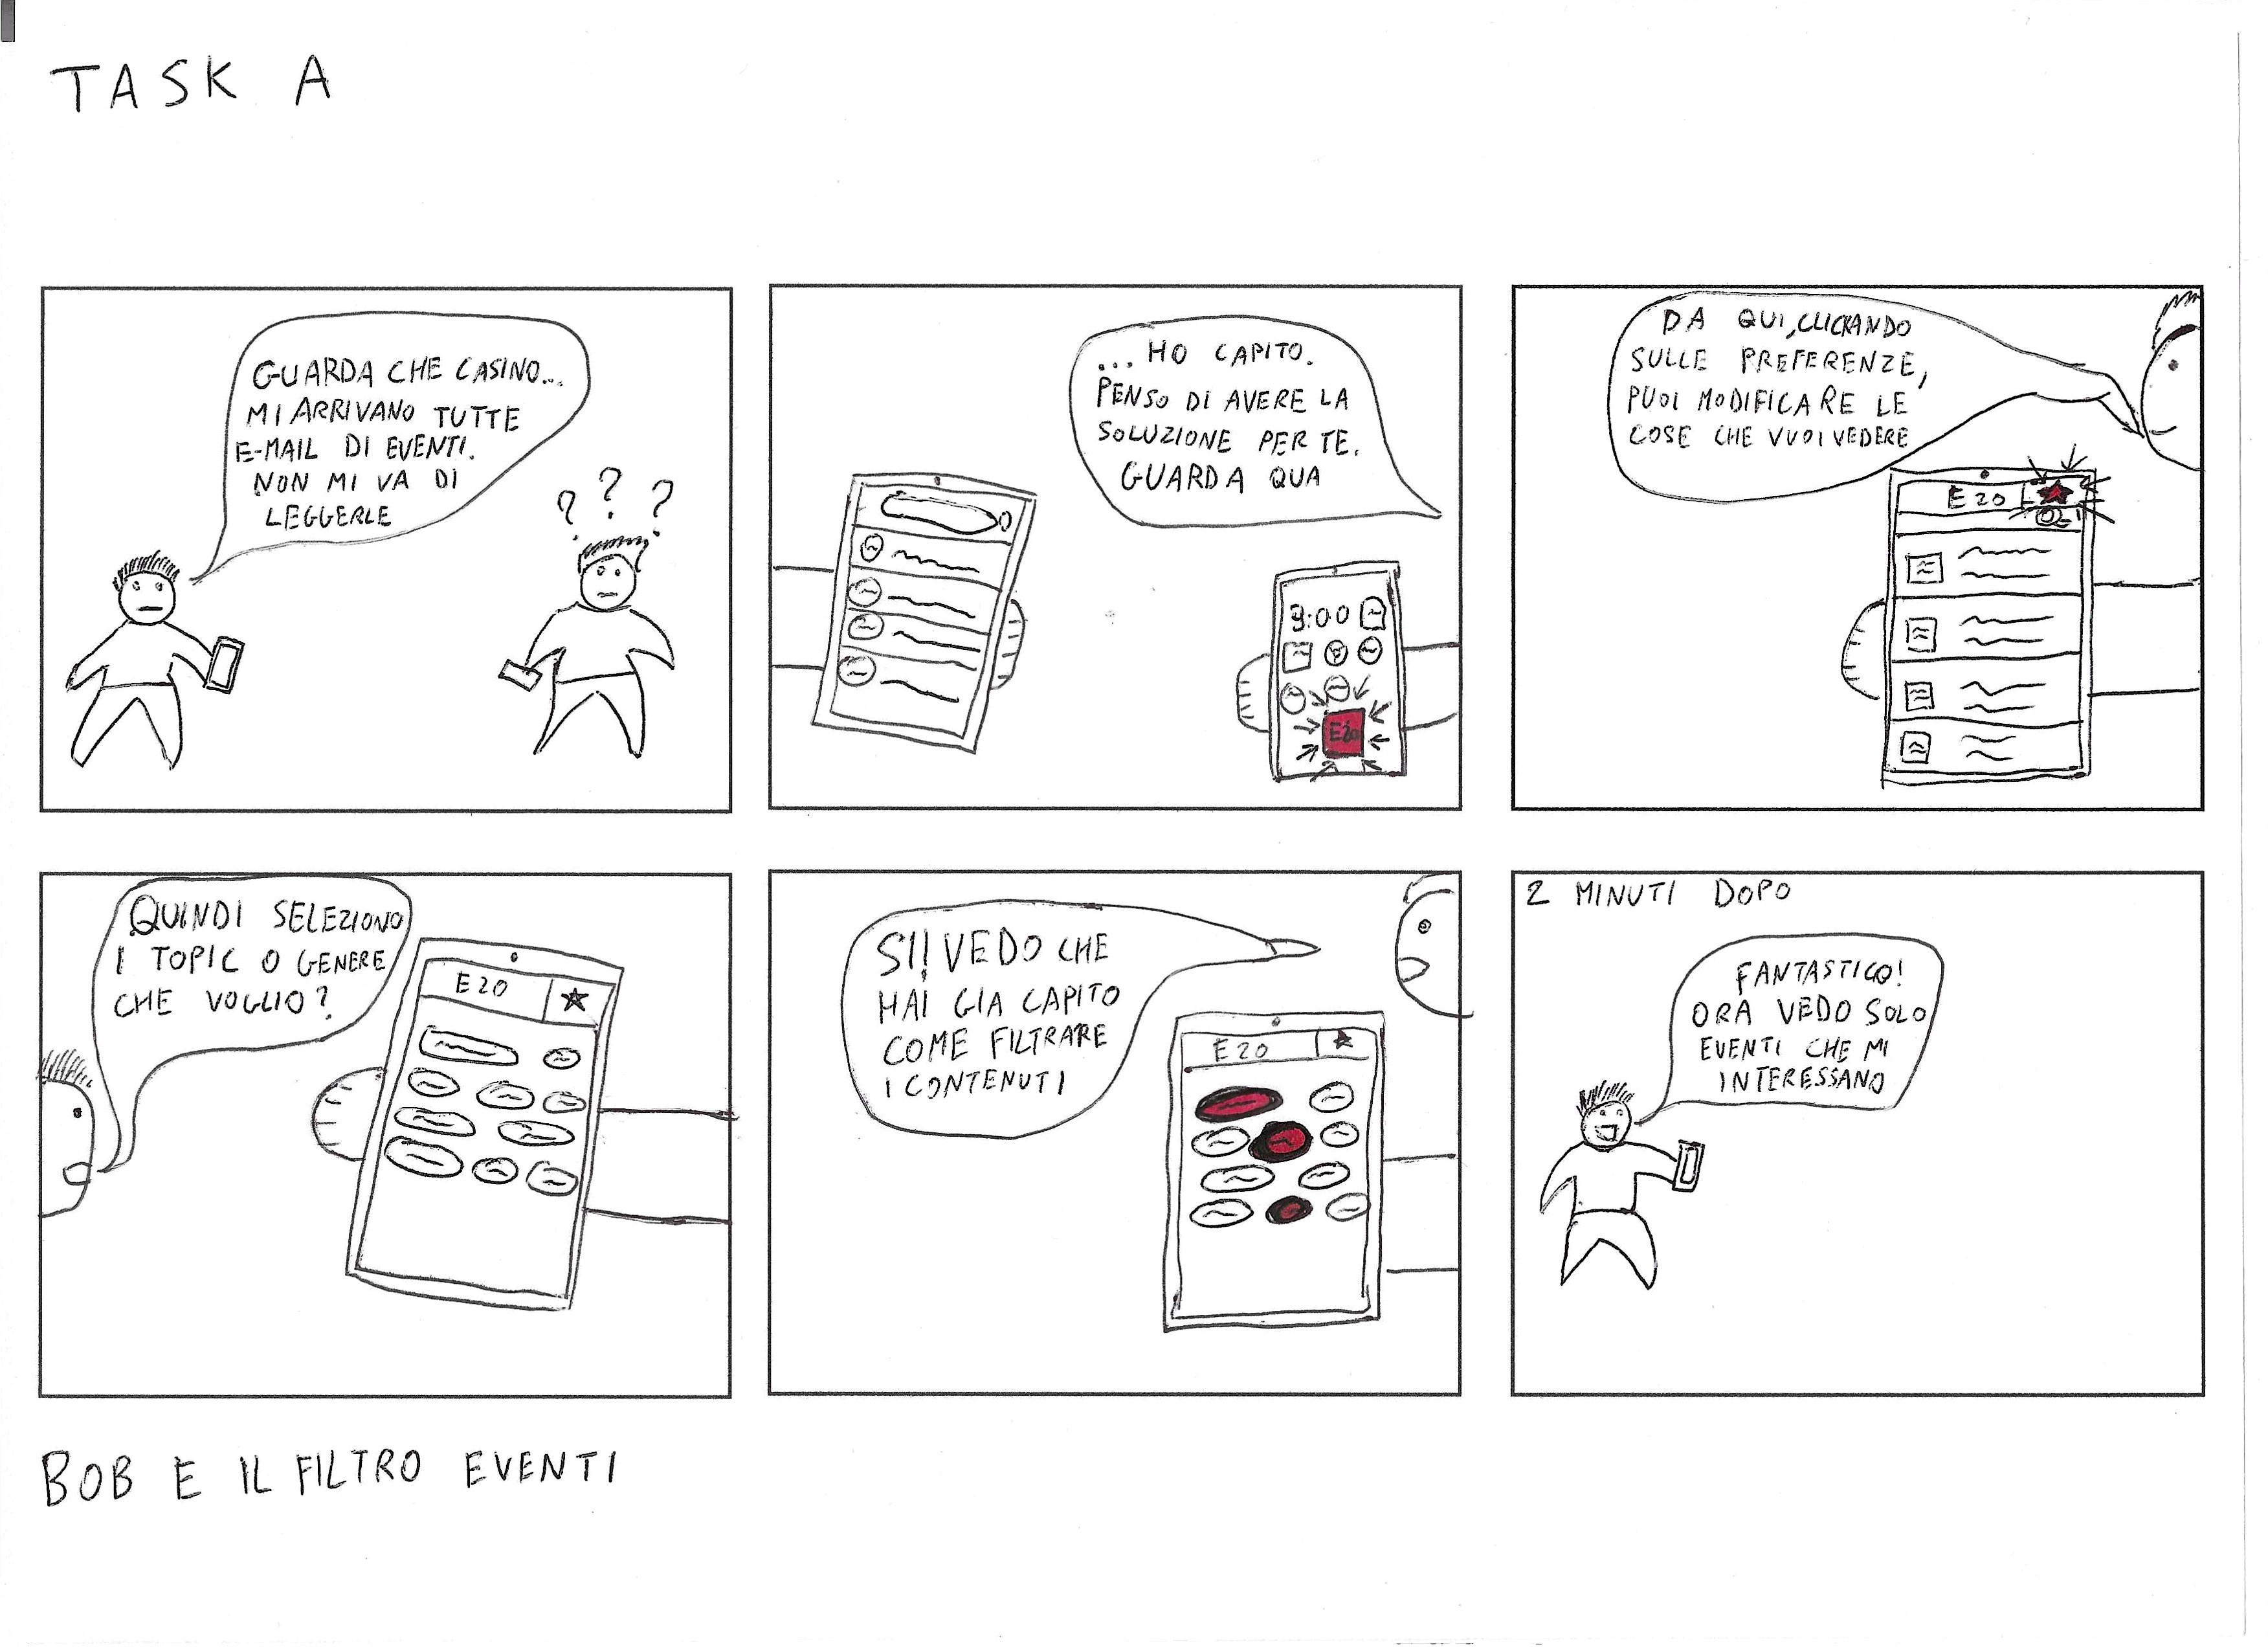 TASK A
GUARDA CHE CASINO...
MI ARRIVANO TUTTE
E-MAIL DI EVENTI.
NON MI VA DI
LEGGERLE
? ? ?
... HO CAPITO.
PENSO DI AVERE LA
SOLUZIONE PER TE.
GUARDA QUA
3:00
E20
DA QUI, CLICKANDO
SULLE PREFERENZE,
PUOI MODIFICARE LE
COSE CHE VUOI VEDERE
E20
QUINDI SELEZIONO
I TOPIC O GENERE
CHE VOGLIO?
E20
SI! VEDO CHE
HAI GIA CAPITO
COME FILTRARE
I CONTENUTI
E20
2 MINUTI DOPO
FANTASTICO!
ORA VEDO SOLO
EVENTI CHE MI
INTERESSANO
BOB E IL FILTRO EVENTI